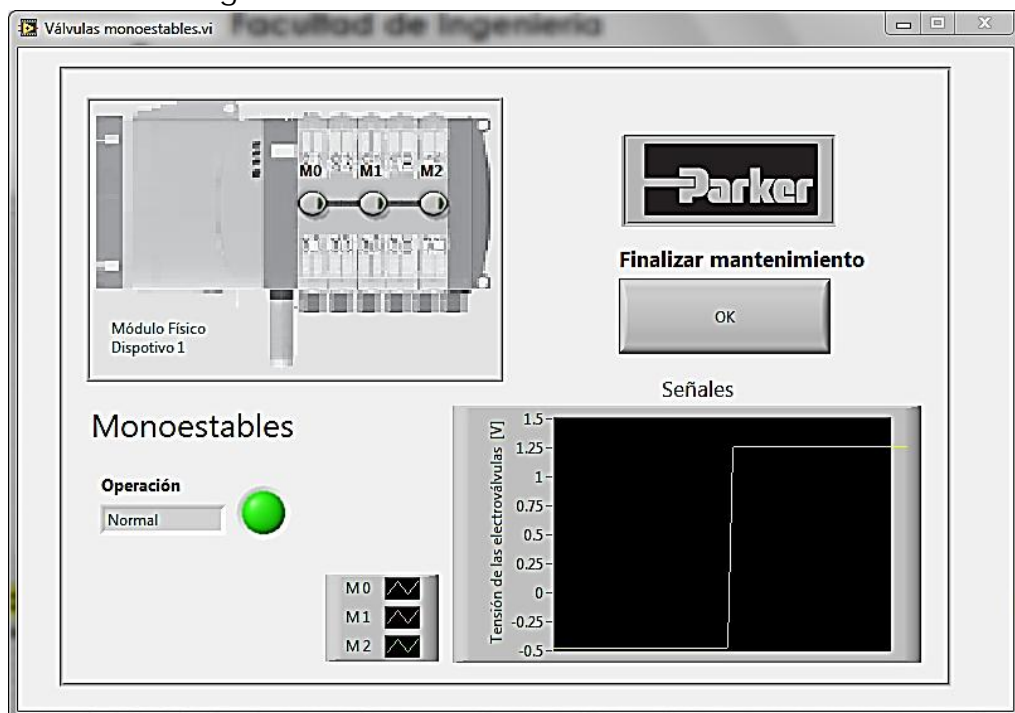 Facultad de Ingeniería
Válvulas monoestables.vi
M0 M1 M2
Módulo Físico
Dispotivo 1
Parker
Finalizar mantenimiento
OK
Monoestables
Operación
Normal
M0
M1
M2
Señales
Tensión de las electroválvulas [V]
1.5
1.25
1
0.75
0.5
0.25
0
-0.25
-0.5